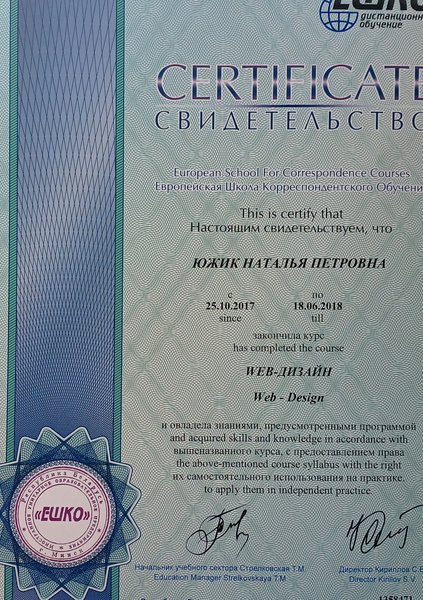 ЕШКО
дистанционное
обучение
CERTIFICATE
СВИДЕТЕЛЬСТВО
European School For Correspondence Courses
Европейская Школа Корреспондентского Обучения
This is certify that
Настоящим свидетельствуем, что
ЮЖИК НАТАЛЬЯ ПЕТРОВНА
с по
25.10.2017 18.06.2018
since till
закончила курс
has completed the course
WEB-ДИЗАЙН
Web - Design
и овладела знаниями, предусмотренными программой
and acquired skills and knowledge in accordance with
вышеназванного курса, с предоставлением права
the above-mentioned course syllabus with the right
их самостоятельного использования на практике.
to apply them in independent practice.
«ЕШКО»
Начальник учебного сектора Стрелковская Т.М.
Education Manager Strelkovskaya T.M
Директор Кириллов С.В.
Director Kirilov S.V.
1358471